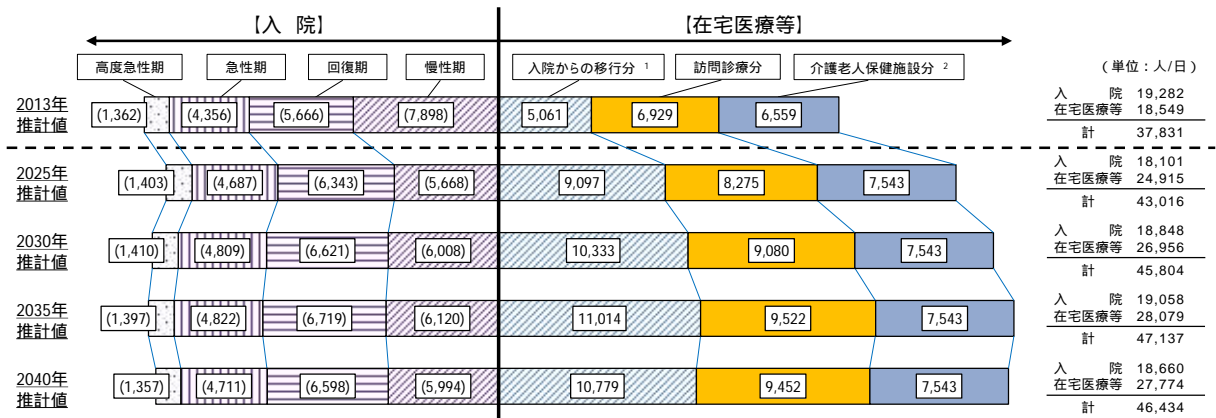 【入　院】
【在宅医療等】
高度急性期
急性期
回復期
慢性期
入院からの移行分 1
訪問診療分
介護老人保健施設分 2
（単位：人/日）
2013年
推計値
(1,362)
(4,356)
(5,666)
(7,898)
5,061
6,929
6,559
入　　院　19,282
在宅医療等　18,549
計　37,831
2025年
推計値
(1,403)
(4,687)
(6,343)
(5,668)
9,097
8,275
7,543
入　　院　18,101
在宅医療等　24,915
計　43,016
2030年
推計値
(1,410)
(4,809)
(6,621)
(6,008)
10,333
9,080
7,543
入　　院　18,848
在宅医療等　26,956
計　45,804
2035年
推計値
(1,397)
(4,822)
(6,719)
(6,120)
11,014
9,522
7,543
入　　院　19,058
在宅医療等　28,079
計　47,137
2040年
推計値
(1,357)
(4,711)
(6,598)
(5,994)
10,779
9,452
7,543
入　　院　18,660
在宅医療等　27,774
計　46,434